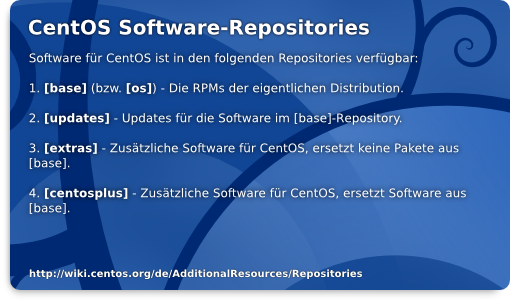 CentOS Software-Repositories
Software für CentOS ist in den folgenden Repositories verfügbar:
1. [base] (bzw. [os]) - Die RPMs der eigentlichen Distribution.
2. [updates] - Updates für die Software im [base]-Repository.
3. [extras] - Zusätzliche Software für CentOS, ersetzt keine Pakete aus
[base].
4. [centosplus] - Zusätzliche Software für CentOS, ersetzt Software aus
[base].
http://wiki.centos.org/de/AdditionalResources/Repositories